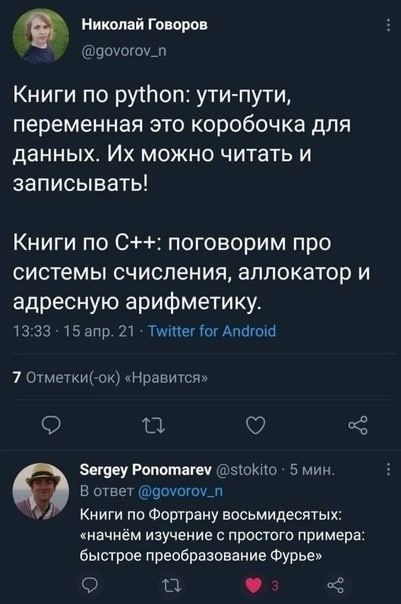 Николай Говоров
@govorov_n
Книги по python: ути-пути,
переменная это коробочка для
данных. Их можно читать и
записывать!
Книги по C++: поговорим про
системы счисления, аллокатор и
адресную арифметику.
13:33 · 15 апр. 21 · Twitter for Android
7 Отметки(-ок) «Нравится»
Sergey Ponomarev @stokito · 5 мин.
В ответ @govorov_n
Книги по Фортрану восьмидесятых:
«начнём изучение с простого примера:
быстрое преобразование Фурье»
3